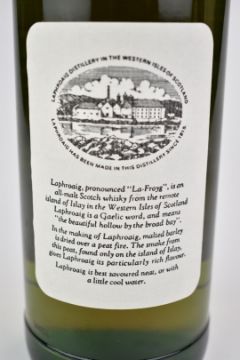 LAPHROAIG DISTILLERY IN THE WESTERN ISLES OF SCOTLAND
LAPHROAIG HAS BEEN MADE IN THIS DISTILLERY SINCE 1815
Laphroaig, pronounced "La-Froyg", is an
all-malt Scotch whisky from the remote
island of Islay in the Western Isles of Scotland
Laphroaig is a Gaelic word, and means
"the beautiful hollow by the broad bay".
In the making of Laphroaig, malted barley
is dried over a peat fire. The smoke from
this peat, found only on the island of Islay,
gives Laphroaig its particularly rich flavour.
Laphroaig is best savoured neat, or with
a little cool water.